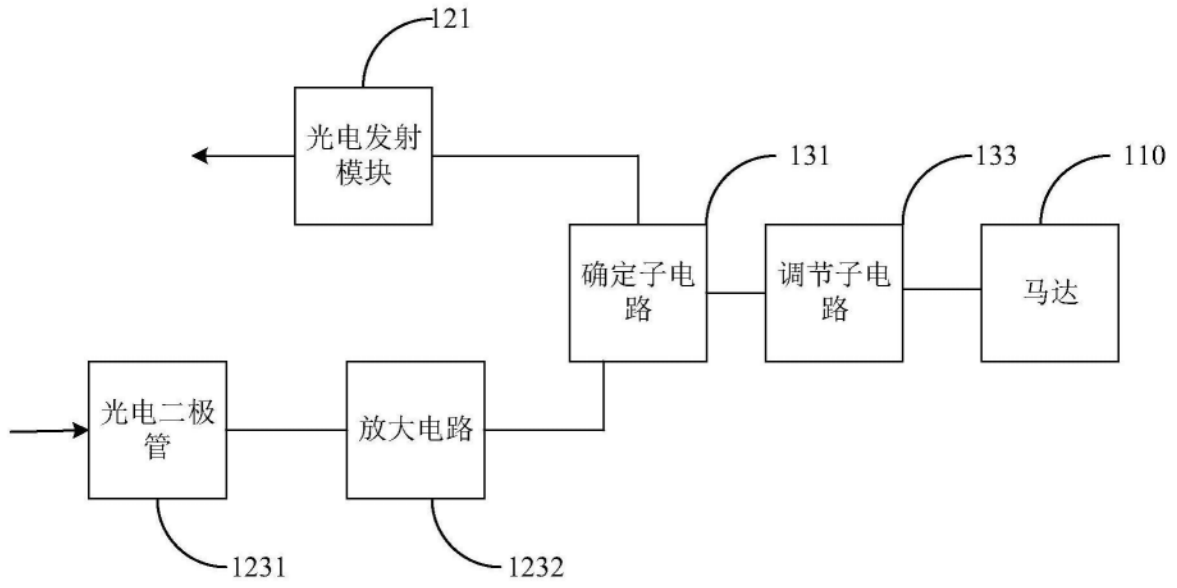 121
光电发射
模块
131
133
110
确定子电
路
调节子电
路
马达
光电二极
管
放大电路
1231
1232